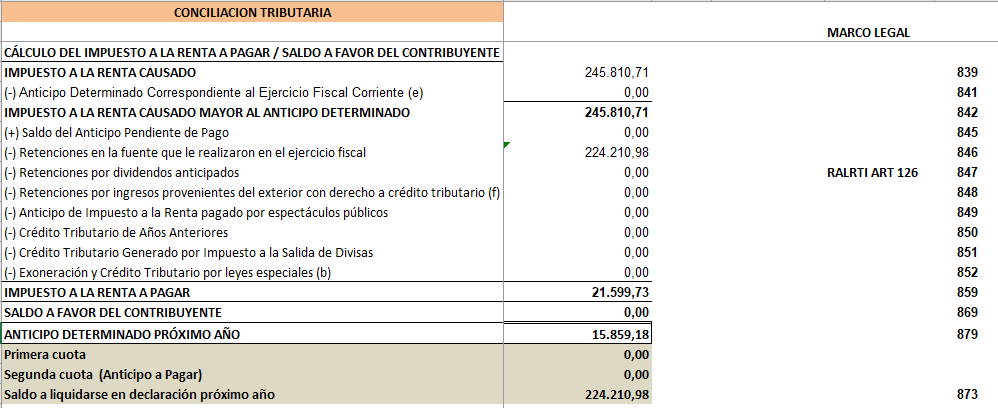 CONCILIACION TRIBUTARIA
MARCO LEGAL
CÁLCULO DEL IMPUESTO A LA RENTA A PAGAR / SALDO A FAVOR DEL CONTRIBUYENTE
IMPUESTO A LA RENTA CAUSADO 245.810,71 839
(-) Anticipo Determinado Correspondiente al Ejercicio Fiscal Corriente (e) 0,00 841
IMPUESTO A LA RENTA CAUSADO MAYOR AL ANTICIPO DETERMINADO 245.810,71 842
(+) Saldo del Anticipo Pendiente de Pago 0,00 845
(-) Retenciones en la fuente que le realizaron en el ejercicio fiscal 224.210,98 846
(-) Retenciones por dividendos anticipados 0,00 RALRTI ART 126 847
(-) Retenciones por ingresos provenientes del exterior con derecho a crédito tributario (f) 0,00 848
(-) Anticipo de Impuesto a la Renta pagado por espectáculos públicos 0,00 849
(-) Crédito Tributario de Años Anteriores 0,00 850
(-) Crédito Tributario Generado por Impuesto a la Salida de Divisas 0,00 851
(-) Exoneración y Crédito Tributario por leyes especiales (b) 0,00 852
IMPUESTO A LA RENTA A PAGAR 21.599,73 859
SALDO A FAVOR DEL CONTRIBUYENTE 0,00 869
ANTICIPO DETERMINADO PRÓXIMO AÑO 15.859,18 879
Primera cuota 0,00
Segunda cuota (Anticipo a Pagar) 0,00
Saldo a liquidarse en declaración próximo año 224.210,98 873